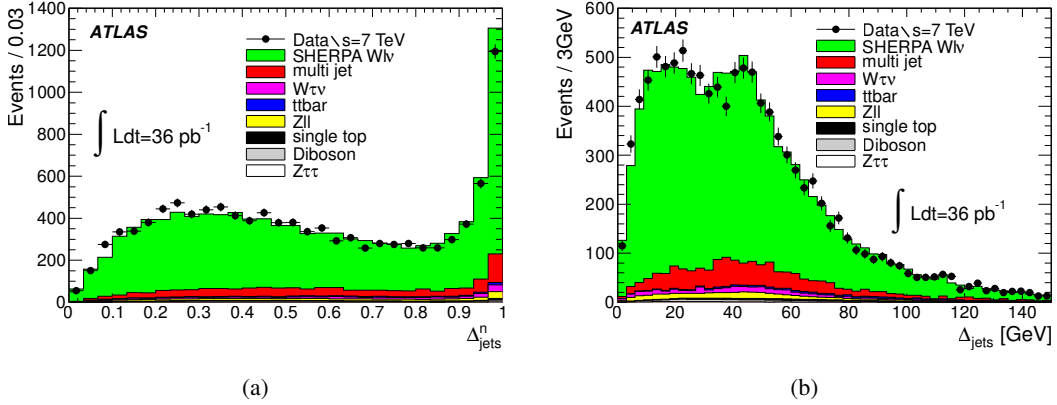 ATLAS
Data\s=7 TeV
SHERPA Wlν
multi jet
Wτν
ttbar
Zll
single top
Diboson
Zττ
∫ Ldt=36 pb⁻¹
Events / 0.03
1400
1200
1000
800
600
400
200
0
0 0.1 0.2 0.3 0.4 0.5 0.6 0.7 0.8 0.9 1
Δⁿjets
(a)
ATLAS
Data\s=7 TeV
SHERPA Wlν
multi jet
Wτν
ttbar
Zll
single top
Diboson
Zττ
∫ Ldt=36 pb⁻¹
Events / 3GeV
600
500
400
300
200
100
0
0 20 40 60 80 100 120 140
Δjets [GeV]
(b)